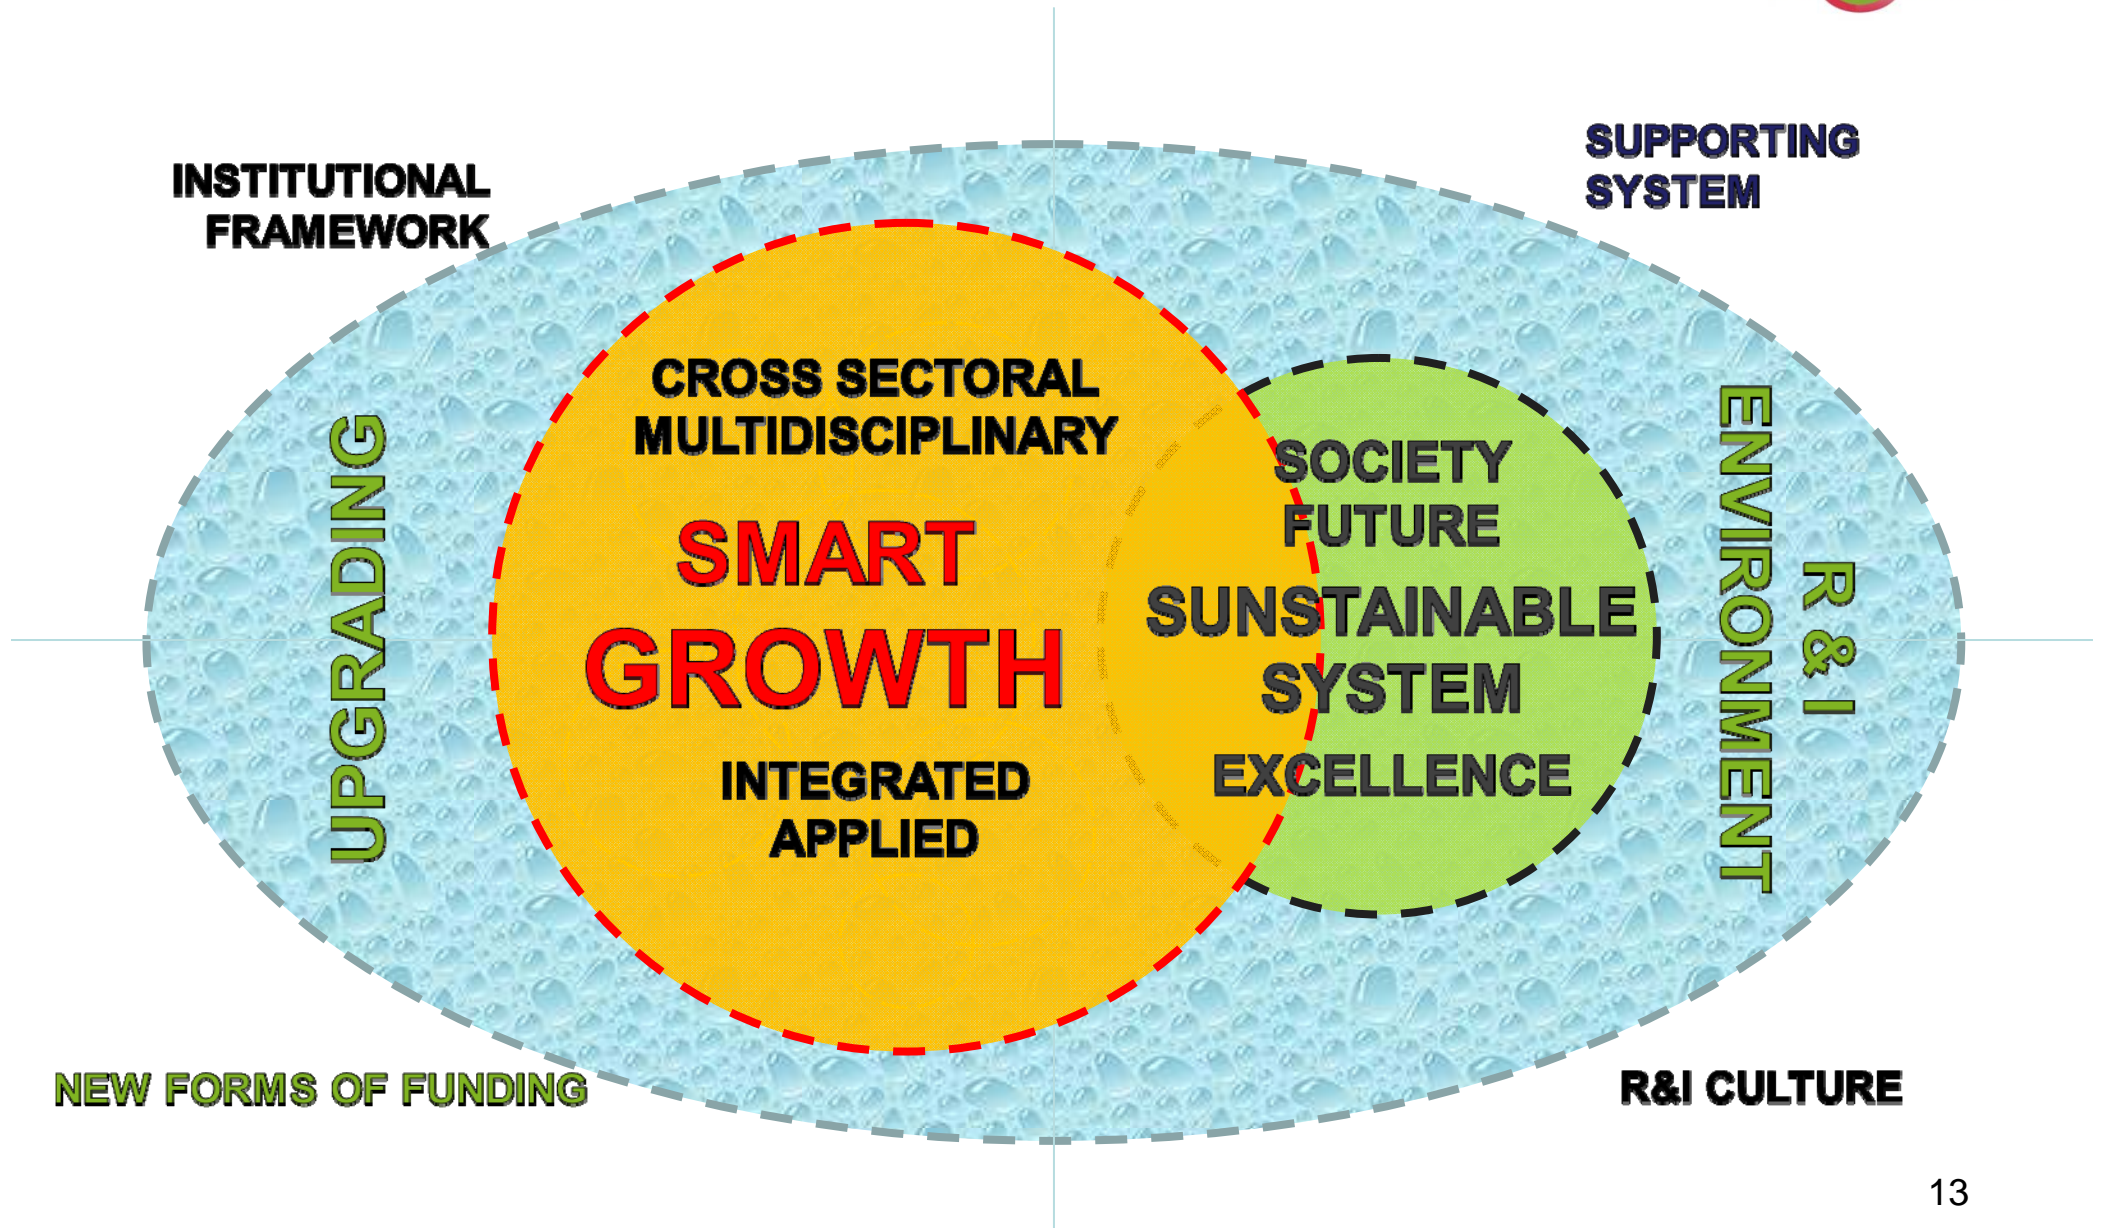 INSTITUTIONAL
FRAMEWORK
SUPPORTING
SYSTEM
UPGRADING
CROSS SECTORAL
MULTIDISCIPLINARY
SMART
GROWTH
INTEGRATED
APPLIED
SOCIETY
FUTURE
SUNSTAINABLE
SYSTEM
EXCELLENCE
R & I
ENVIRONMENT
NEW FORMS OF FUNDING
R&I CULTURE
13